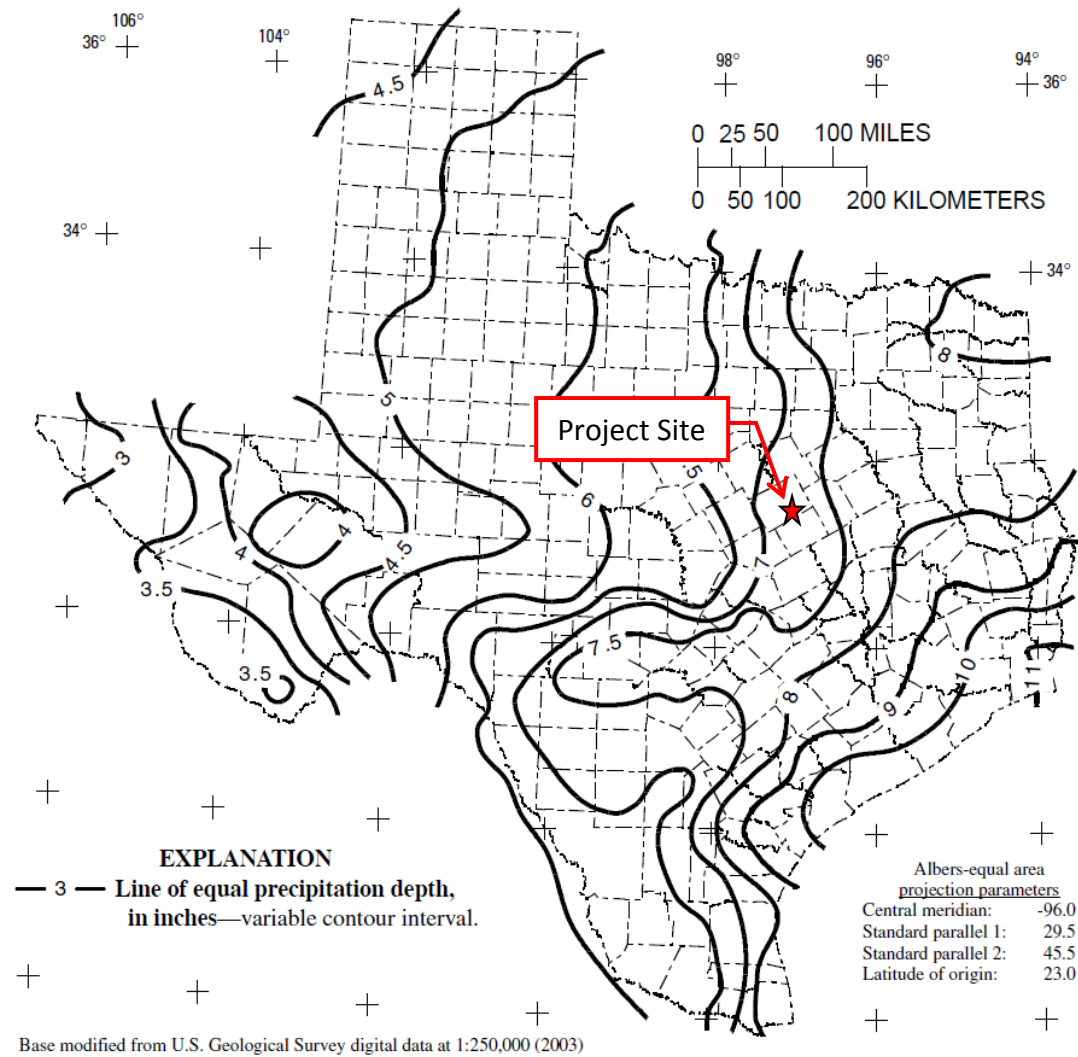 106°
36°
104°
98°
96°
94°
36°
4.5
0 25 50 100 MILES
0 50 100 200 KILOMETERS
34°
34°
8
5
Project Site
3
.5
6
4
4
4.5
7
3.5
7.5
3.5
8
9
10
11
EXPLANATION
3 Line of equal precipitation depth,
in inches—variable contour interval.
Albers-equal area
projection parameters
Central meridian: -96.0
Standard parallel 1: 29.5
Standard parallel 2: 45.5
Latitude of origin: 23.0
Base modified from U.S. Geological Survey digital data at 1:250,000 (2003)